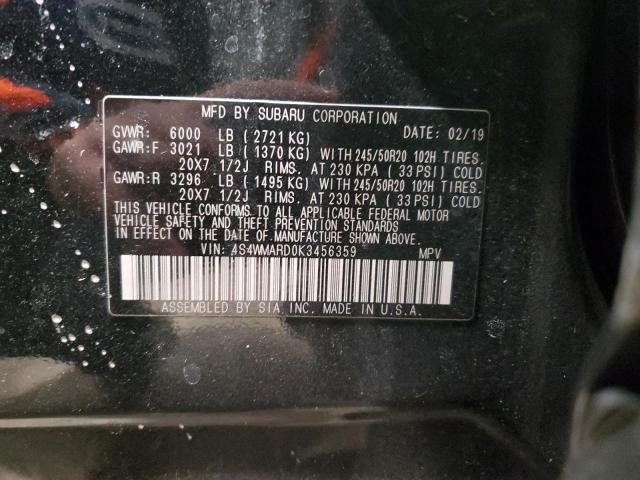 MFD BY SUBARU CORPORATION
GVWR: 6000 LB ( 2721 KG) DATE: 02/19
GAWR:F 3021 LB ( 1370 KG) WITH 245/50R20 102H TIRES.
20X7 1/2J RIMS. AT 230 KPA ( 33 PSI) COLD
GAWR:R 3296 LB ( 1495 KG) WITH 245/50R20 102H TIRES.
20X7 1/2J RIMS. AT 230 KPA ( 33 PSI) COLD
THIS VEHICLE CONFORMS TO ALL APPLICABLE FEDERAL MOTOR
VEHICLE SAFETY AND THEFT PREVENTION STANDARDS
IN EFFECT ON THE DATE OF MANUFACTURE SHOWN ABOVE.
VIN: 4S4WMARD0K3456359 MPV
ASSEMBLED BY SIA, INC. MADE IN U.S.A.